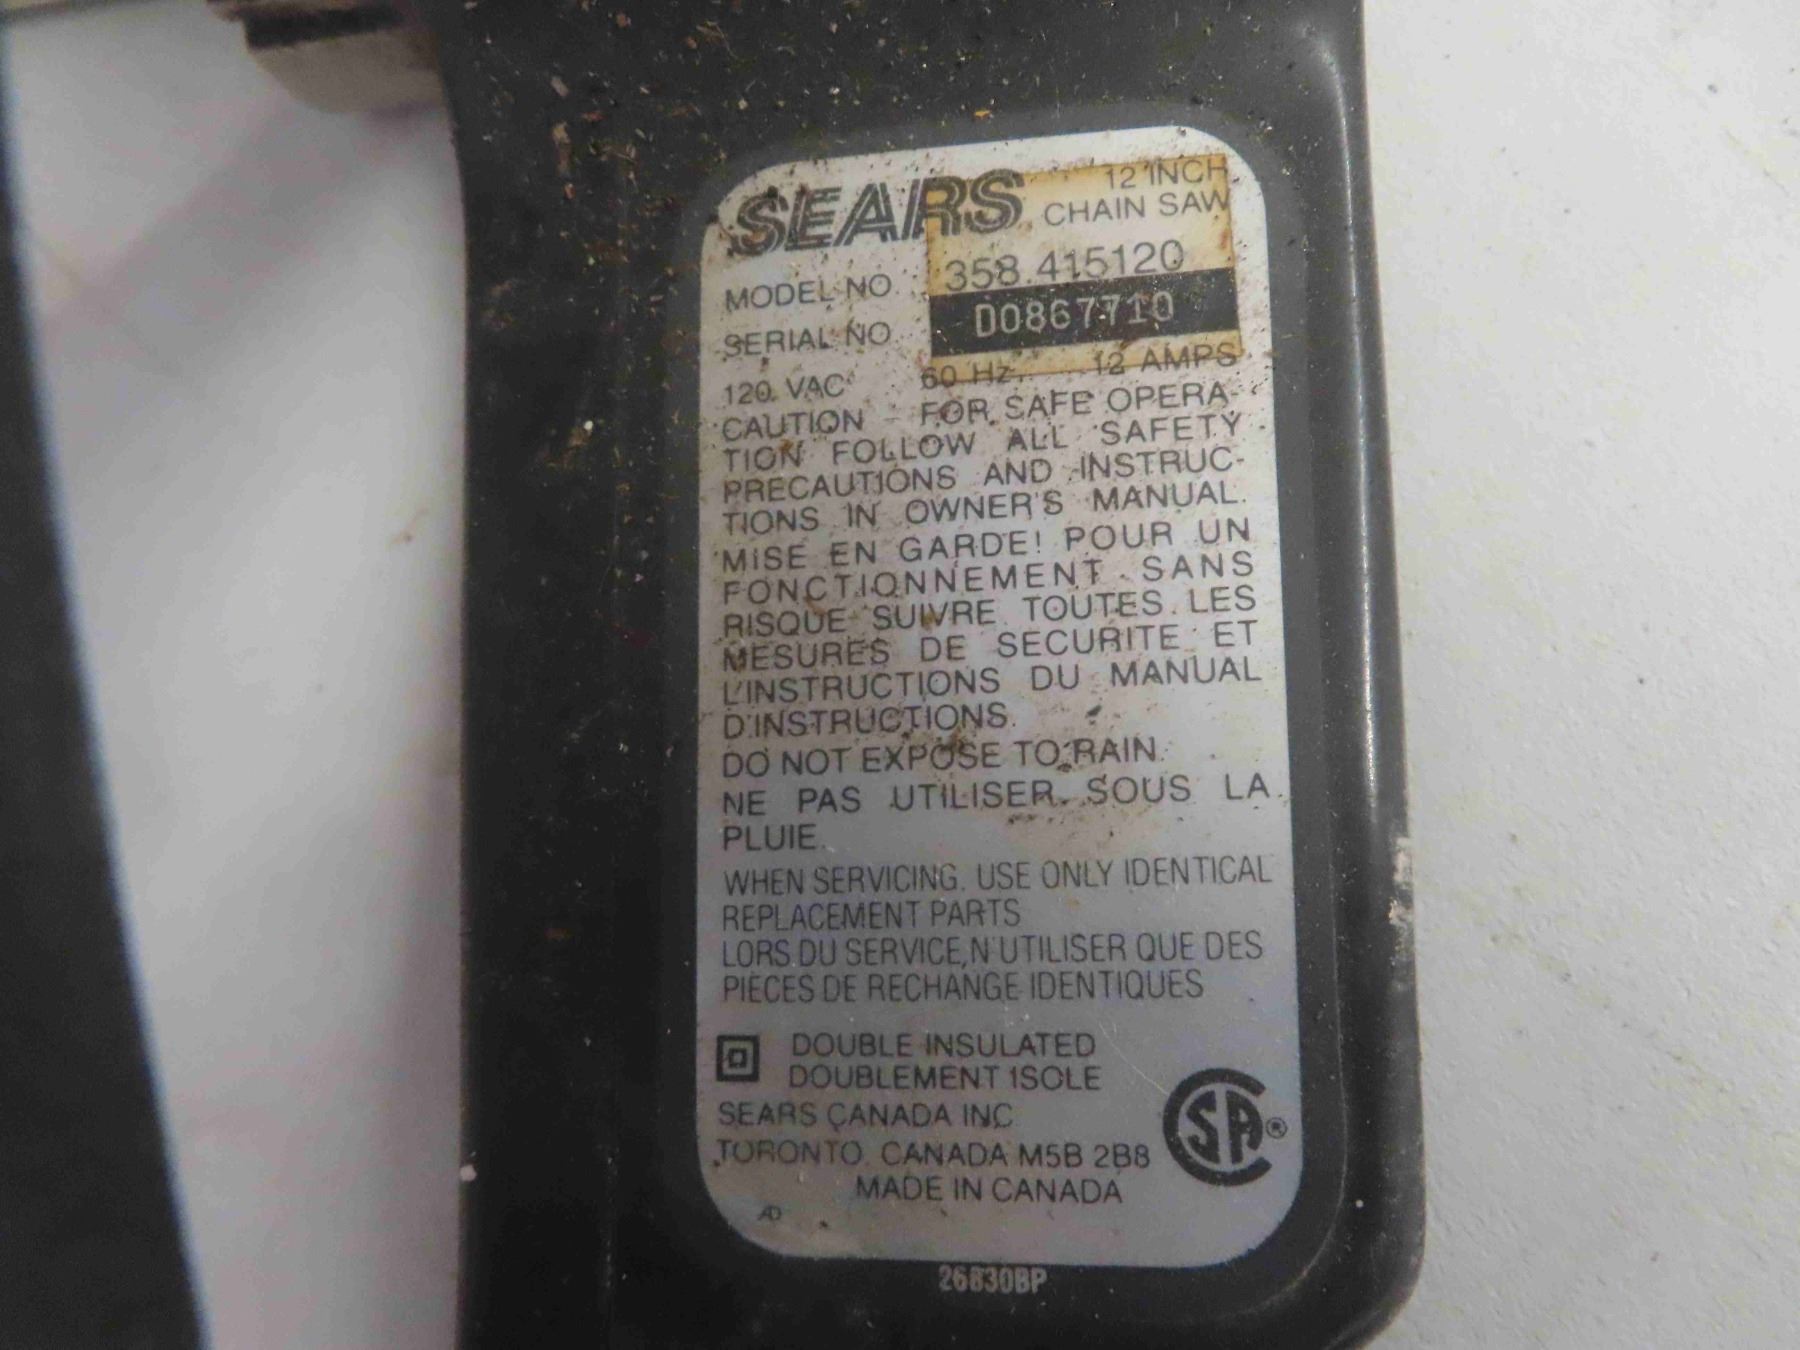 SEARS 12 INCH
CHAIN SAW
MODEL NO 358.415120
SERIAL NO D0867710
120 VAC 60 Hz 12 AMPS
CAUTION FOR SAFE OPERA-
TION FOLLOW ALL SAFETY
PRECAUTIONS AND INSTRUC-
TIONS IN OWNER'S MANUAL.
MISE EN GARDE! POUR UN
FONCTIONNEMENT SANS
RISQUE SUIVRE TOUTES LES
MESURES DE SECURITE ET
L'INSTRUCTIONS DU MANUAL
D'INSTRUCTIONS.
DO NOT EXPOSE TO RAIN.
NE PAS UTILISER SOUS LA
PLUIE.
WHEN SERVICING, USE ONLY IDENTICAL
REPLACEMENT PARTS
LORS DU SERVICE, N'UTILISER QUE DES
PIECES DE RECHANGE IDENTIQUES
DOUBLE INSULATED
DOUBLEMENT ISOLE
SEARS CANADA INC
TORONTO, CANADA M5B 2B8
MADE IN CANADA
SA®
AD
26830BP